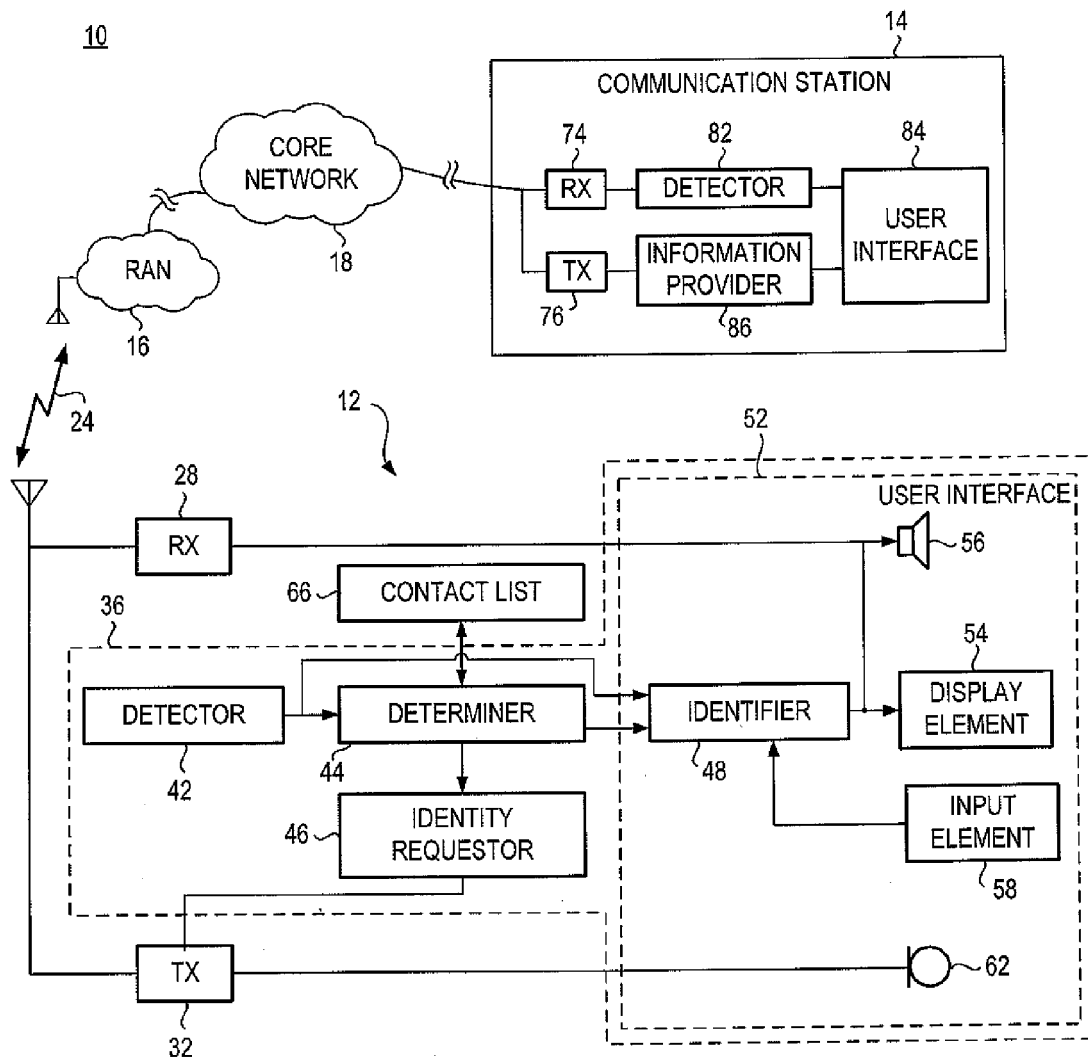 10
14
COMMUNICATION STATION
CORE
NETWORK
18
74
RX
82
DETECTOR
84
USER
INTERFACE
TX
76
INFORMATION
PROVIDER
86
RAN
16
24
12
52
USER INTERFACE
28
RX
56
66
CONTACT LIST
36
54
DETECTOR
42
DETERMINER
44
IDENTIFIER
48
DISPLAY
ELEMENT
46
IDENTITY
REQUESTOR
INPUT
ELEMENT
58
TX
32
62